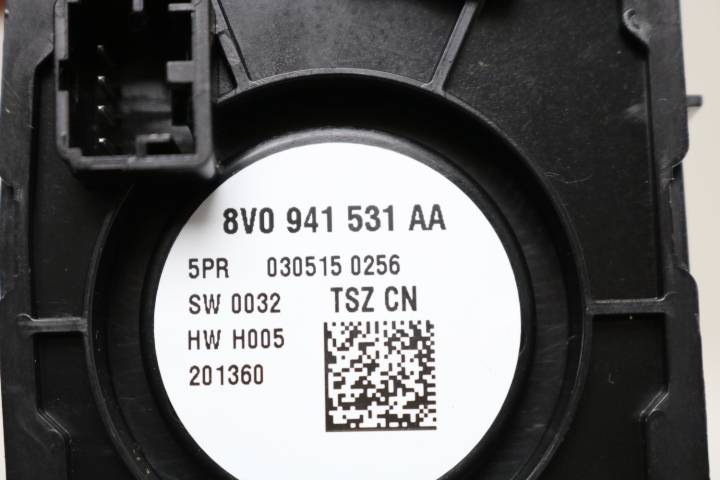 8V0 941 531 AA
5PR 030515 0256
SW 0032 TSZ CN
HW H005
201360